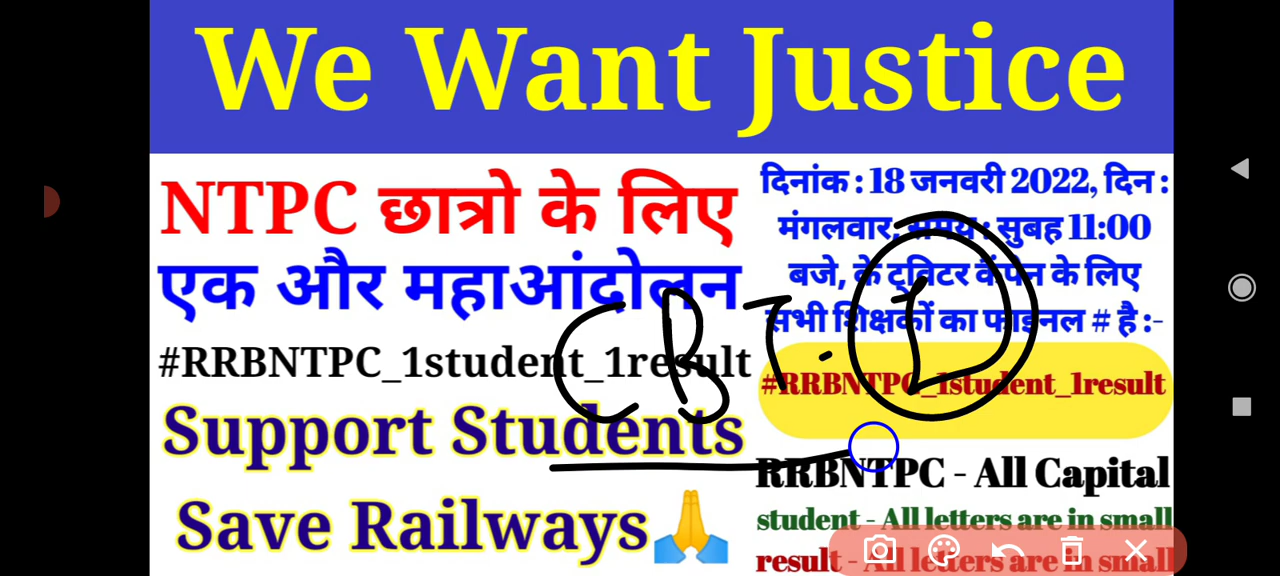 We Want Justice
NTPC छात्रो के लिए
एक और महाआंदोलन
#RRBNTPC_1student_1result
Support Students
Save Railways🙏
दिनांक : 18 जनवरी 2022, दिन :
मंगलवार, समय : सुबह 11:00
बजे, के ट्विटर कैंपेन के लिए
सभी शिक्षकों का फाइनल # है :-
#RRBNTPC_1student_1result
RRBNTPC - All Capital
student - All letters are in small
result - All letters are in small
CBT.